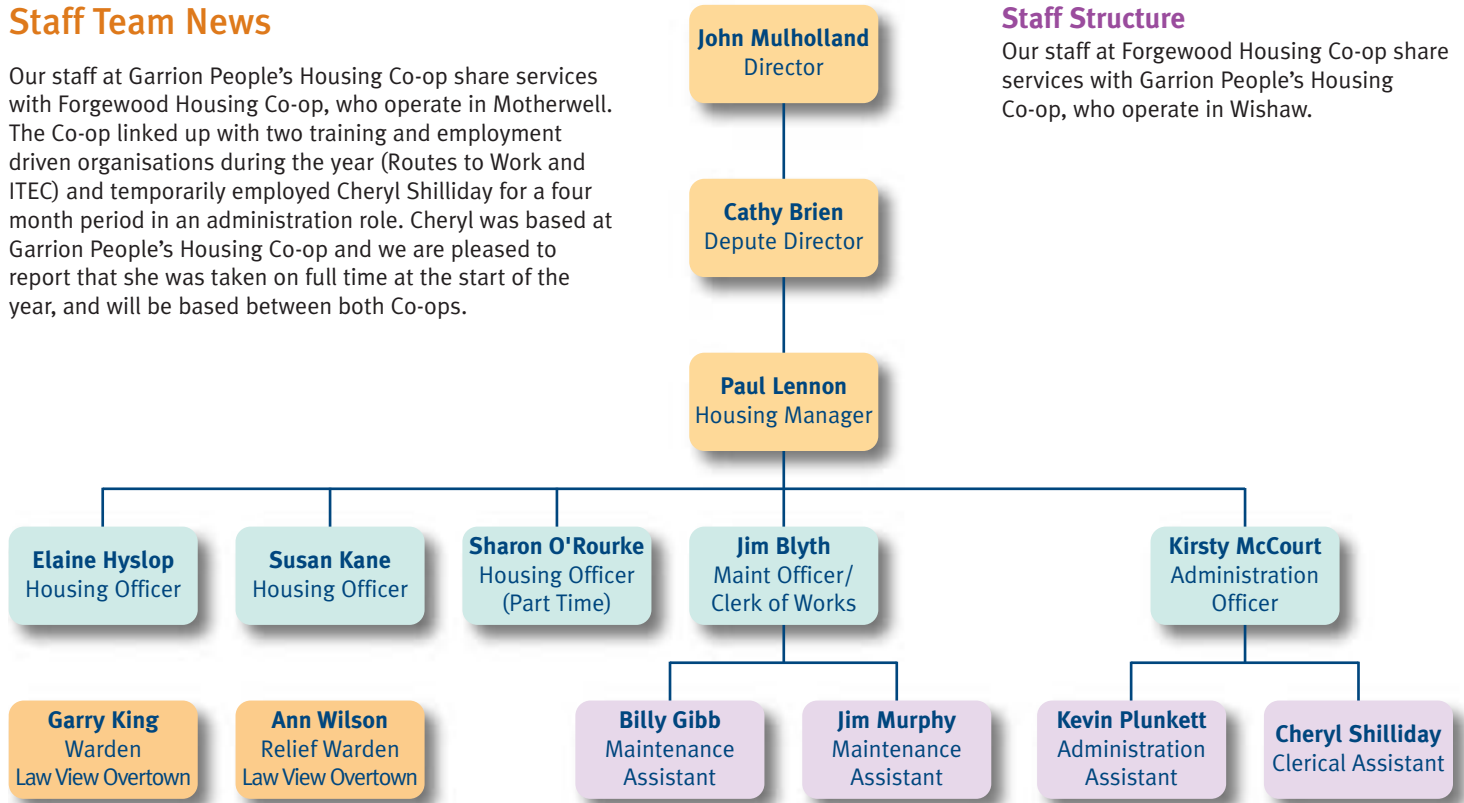 Staff Team News
Our staff at Garrion People’s Housing Co-op share services
with Forgewood Housing Co-op, who operate in Motherwell.
The Co-op linked up with two training and employment
driven organisations during the year (Routes to Work and
ITEC) and temporarily employed Cheryl Shilliday for a four
month period in an administration role. Cheryl was based at
Garrion People’s Housing Co-op and we are pleased to
report that she was taken on full time at the start of the
year, and will be based between both Co-ops.
Staff Structure
Our staff at Forgewood Housing Co-op share
services with Garrion People’s Housing
Co-op, who operate in Wishaw.
John Mulholland
Director
Cathy Brien
Depute Director
Paul Lennon
Housing Manager
Elaine Hyslop
Housing Officer
Susan Kane
Housing Officer
Sharon O'Rourke
Housing Officer
(Part Time)
Jim Blyth
Maint Officer/
Clerk of Works
Kirsty McCourt
Administration
Officer
Garry King
Warden
Law View Overtown
Ann Wilson
Relief Warden
Law View Overtown
Billy Gibb
Maintenance
Assistant
Jim Murphy
Maintenance
Assistant
Kevin Plunkett
Administration
Assistant
Cheryl Shilliday
Clerical Assistant